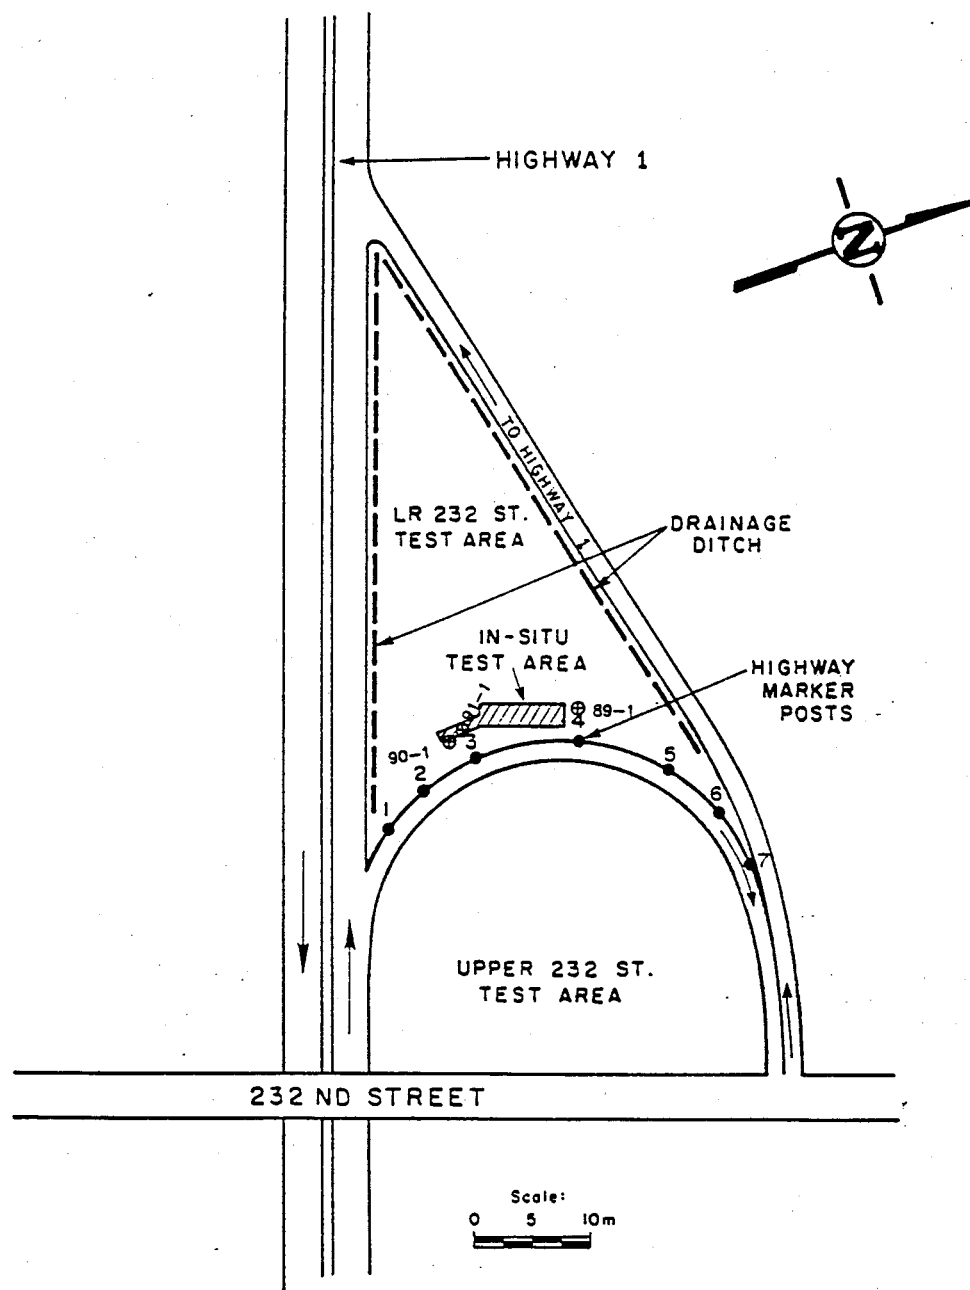 HIGHWAY 1
N
TO HIGHWAY 1
LR 232 ST.
TEST AREA
DRAINAGE
DITCH
IN-SITU
TEST AREA
HIGHWAY
MARKER
POSTS
91-1
89-1
90-1
1
2
3
4
5
6
7
UPPER 232 ST.
TEST AREA
232 ND STREET
Scale:
0 5 10m